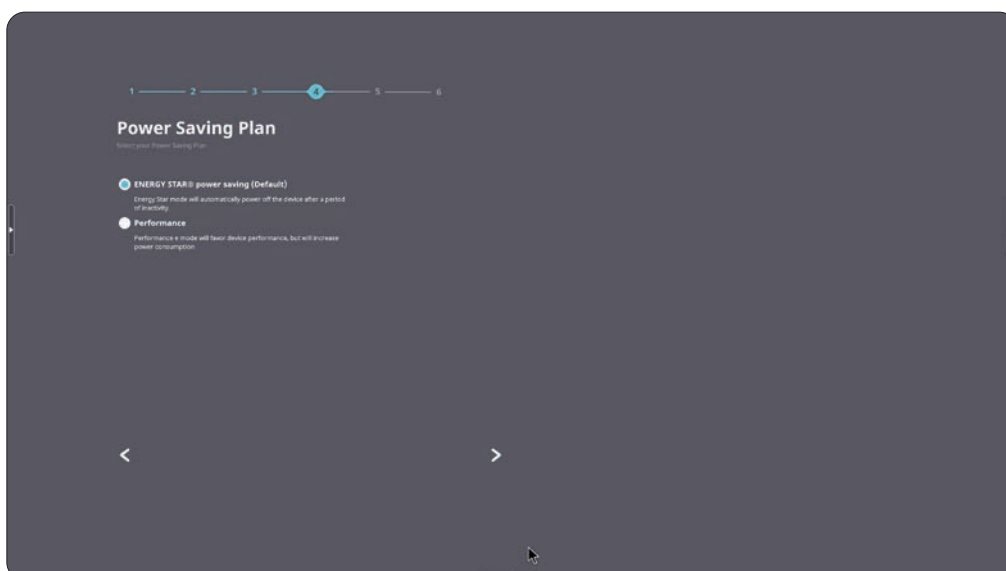 1 2 3 4 5 6
Power Saving Plan
Select your Power Saving Plan
ENERGY STAR® power saving (Default)
Energy Star mode will automatically power off the device after a period
of inactivity
Performance
Performance e mode will favor device performance, but will increase
power consumption